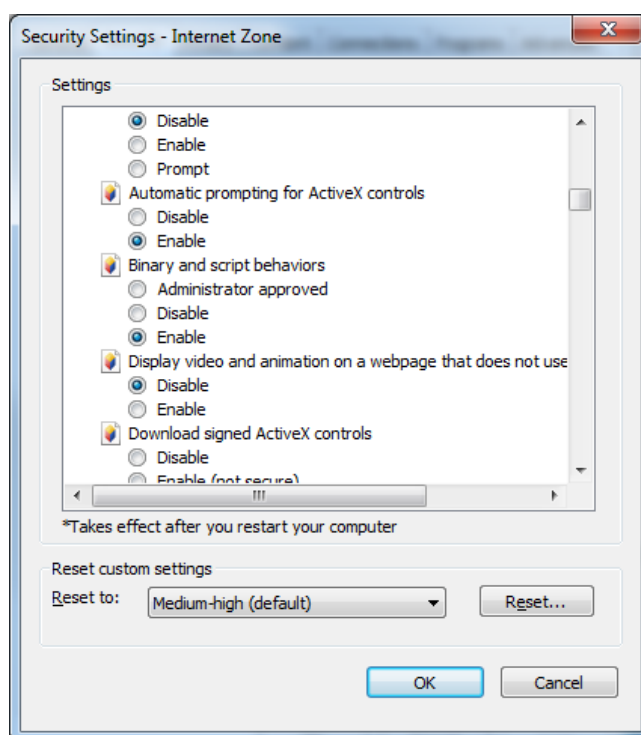 Security Settings - Internet Zone
Settings
Disable
Enable
Prompt
Automatic prompting for ActiveX controls
Disable
Enable
Binary and script behaviors
Administrator approved
Disable
Enable
Display video and animation on a webpage that does not use
Disable
Enable
Download signed ActiveX controls
Disable
Enable (not secure)
*Takes effect after you restart your computer
Reset custom settings
Reset to: Medium-high (default) Reset...
OK Cancel